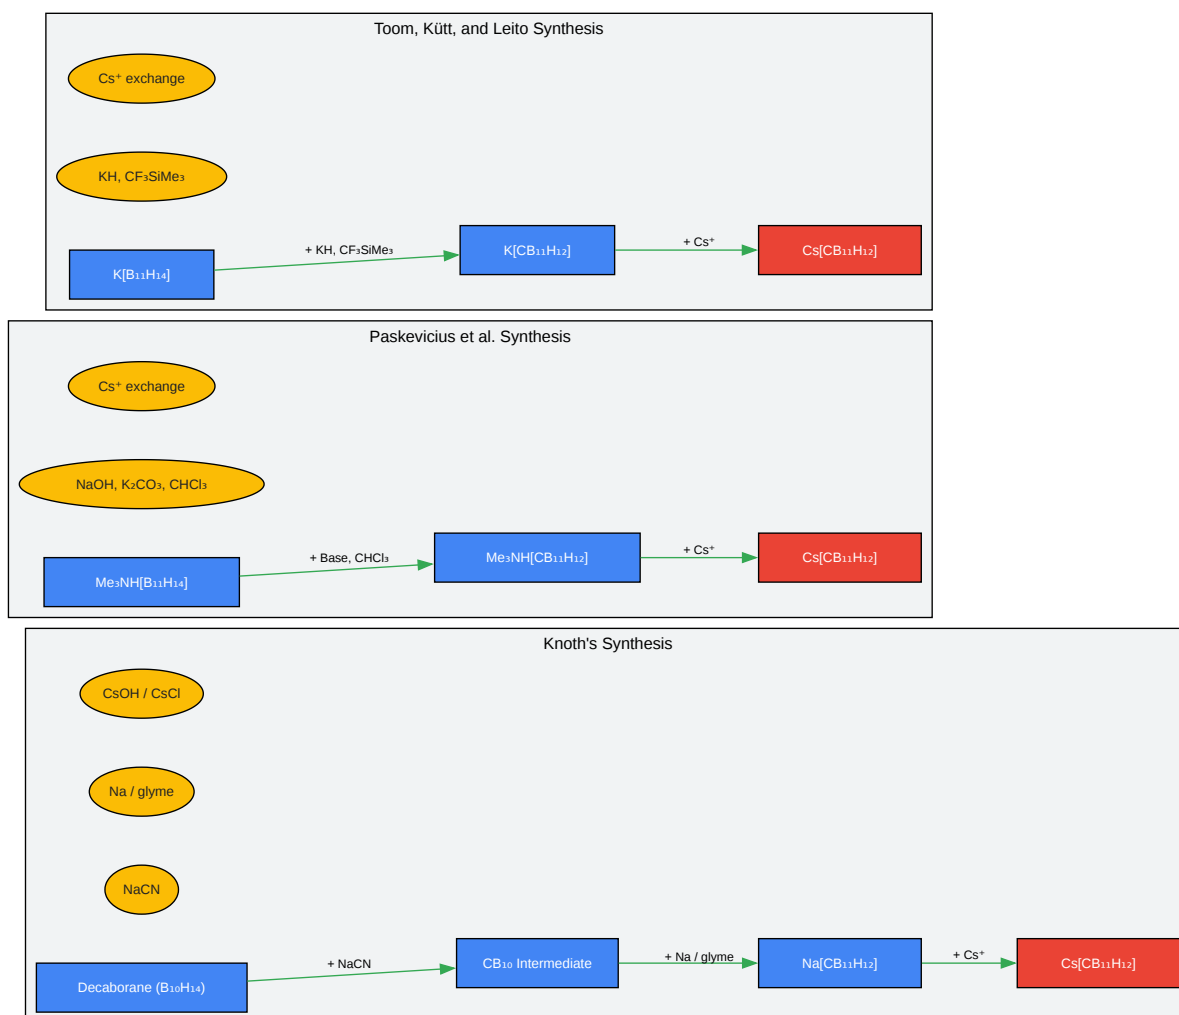 Toom, Kütt, and Leito Synthesis
Cs⁺ exchange
KH, CF₃SiMe₃
K[B₁₁H₁₄]
+ KH, CF₃SiMe₃
K[CB₁₁H₁₂]
+ Cs⁺
Cs[CB₁₁H₁₂]
Paskevicius et al. Synthesis
Cs⁺ exchange
NaOH, K₂CO₃, CHCl₃
Me₃NH[B₁₁H₁₄]
+ Base, CHCl₃
Me₃NH[CB₁₁H₁₂]
+ Cs⁺
Cs[CB₁₁H₁₂]
Knoth's Synthesis
CsOH / CsCl
Na / glyme
NaCN
Decaborane (B₁₀H₁₄)
+ NaCN
CB₁₀ Intermediate
+ Na / glyme
Na[CB₁₁H₁₂]
+ Cs⁺
Cs[CB₁₁H₁₂]